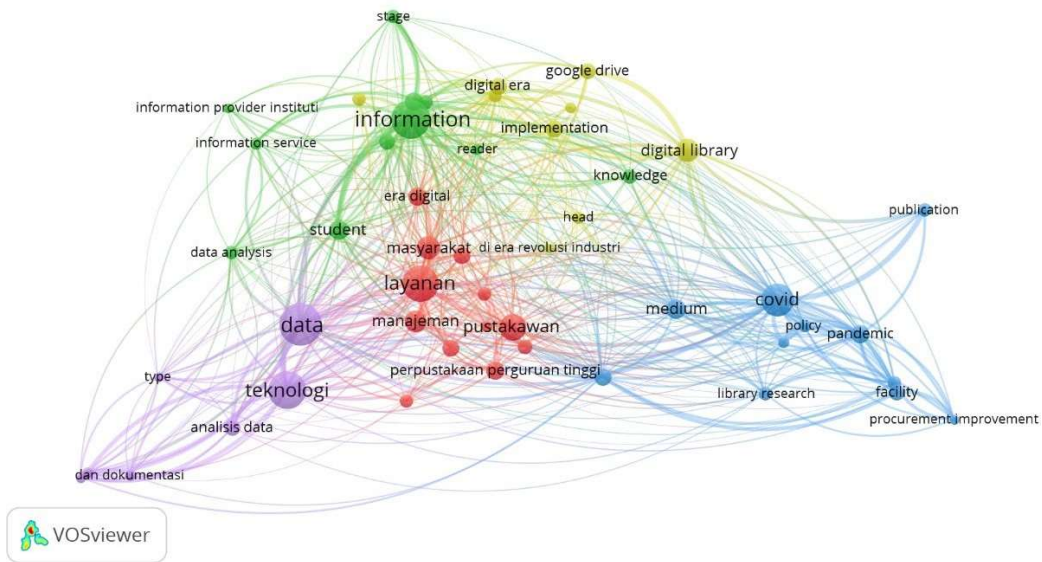 stage
google drive
digital era
information provider instituti
information
implementation
information service
reader
digital library
knowledge
era digital
publication
head
student
masyarakat
di era revolusi industri
data analysis
layanan
covid
medium
data
manajeman
pustakawan
policy
pandemic
type
perpustakaan perguruan tinggi
teknologi
library research
facility
procurement improvement
analisis data
dan dokumentasi
VOSviewer